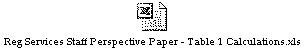 Reg Services Staff Perspective Paper - Table 1 Calculations.xls